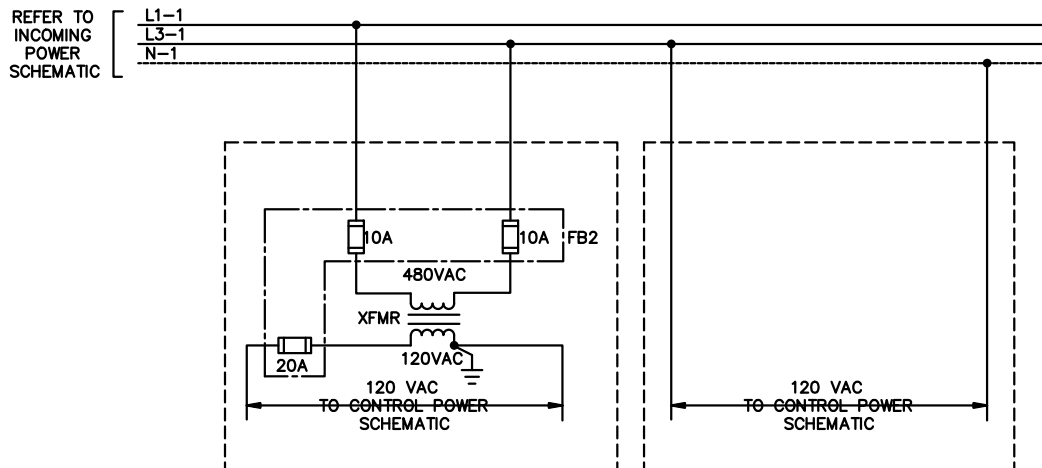 REFER TO
INCOMING
POWER
SCHEMATIC
L1-1
L3-1
N-1
10A
10A
FB2
480VAC
XFMR
120VAC
20A
120 VAC
TO CONTROL POWER
SCHEMATIC
120 VAC
TO CONTROL POWER
SCHEMATIC